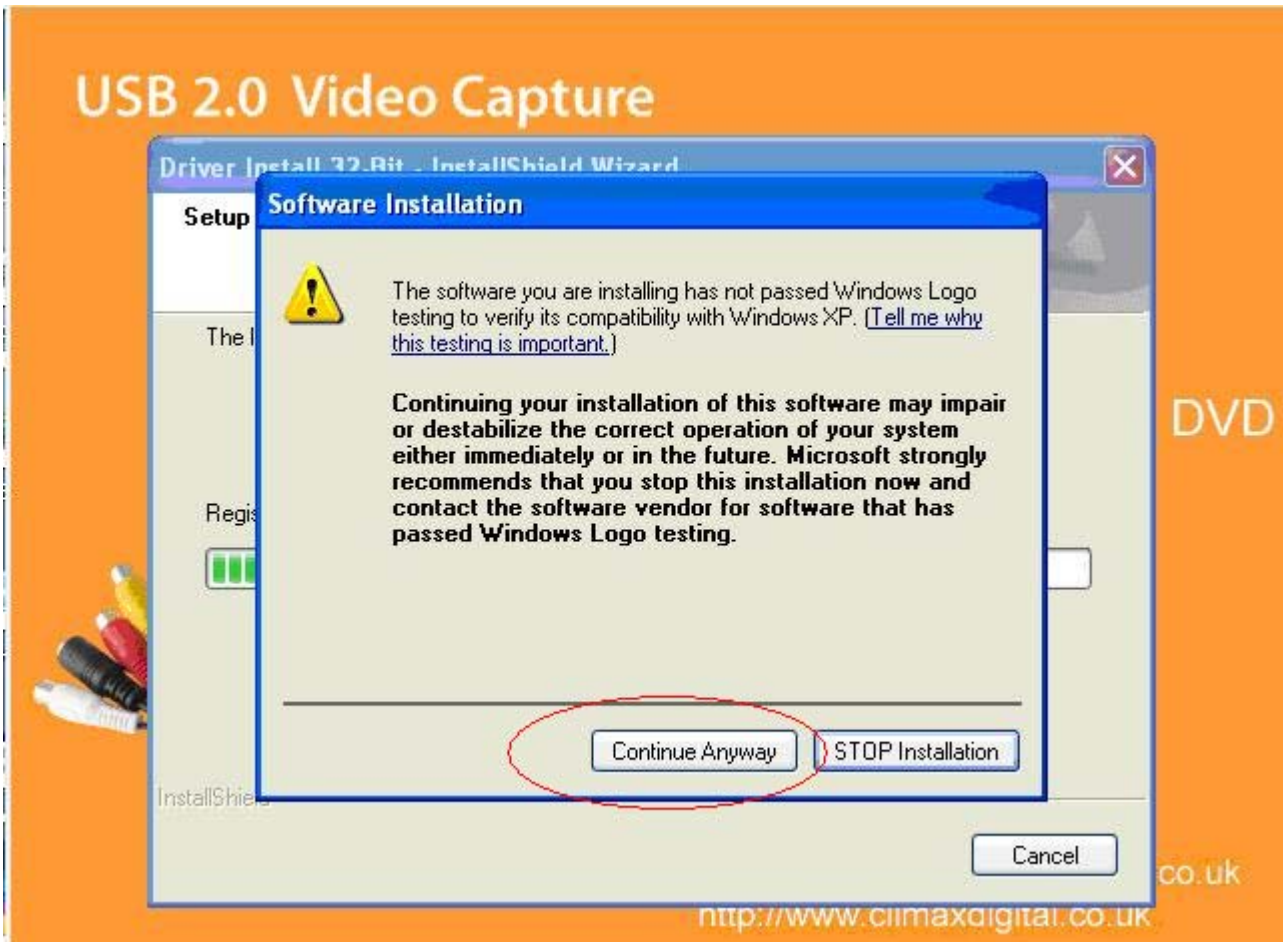 USB 2.0 Video Capture
Driver Install 32-Bit - InstallShield Wizard
Setup
Software Installation
The software you are installing has not passed Windows Logo
testing to verify its compatibility with Windows XP. (Tell me why
this testing is important.)
The
Continuing your installation of this software may impair
or destabilize the correct operation of your system
either immediately or in the future. Microsoft strongly
recommends that you stop this installation now and
contact the software vendor for software that has
passed Windows Logo testing.
DVD
Regis
Continue Anyway
STOP Installation
InstallShield
Cancel
co.uk
http://www.climaxdigital.co.uk